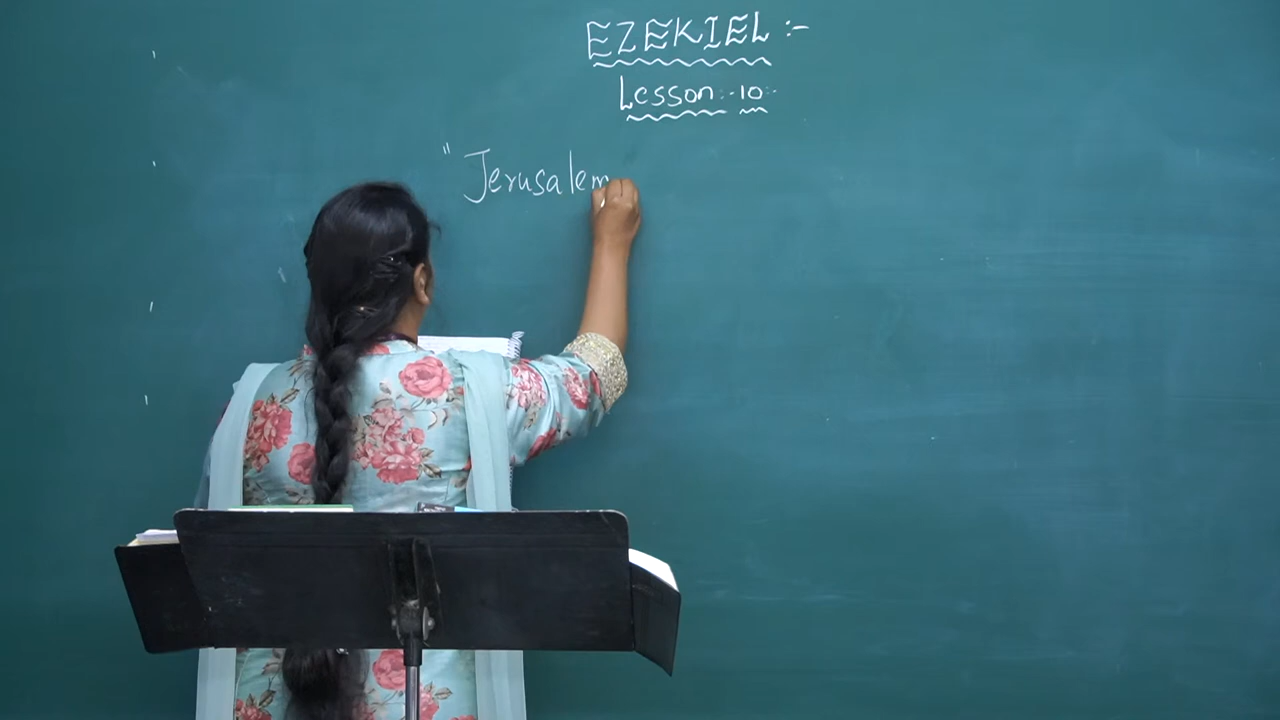 EZEKIEL :-
Lesson :- 10 :-
" Jerusalem